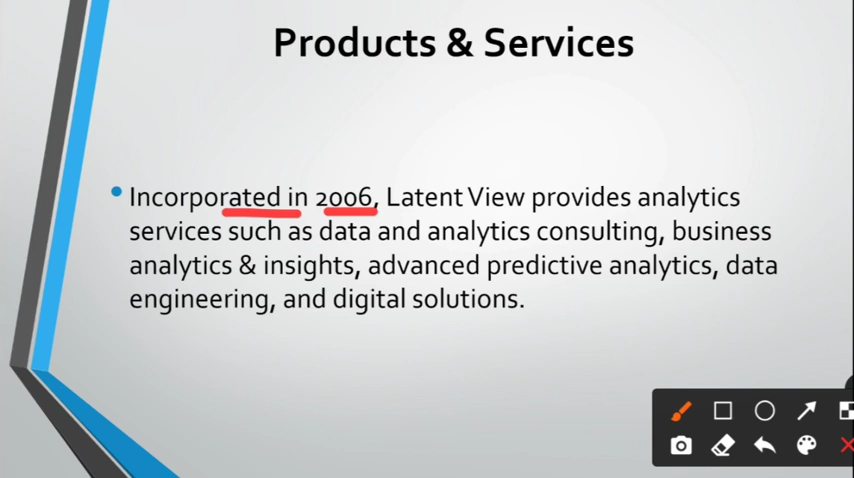 Products & Services
Incorporated in 2006, Latent View provides analytics
services such as data and analytics consulting, business
analytics & insights, advanced predictive analytics, data
engineering, and digital solutions.